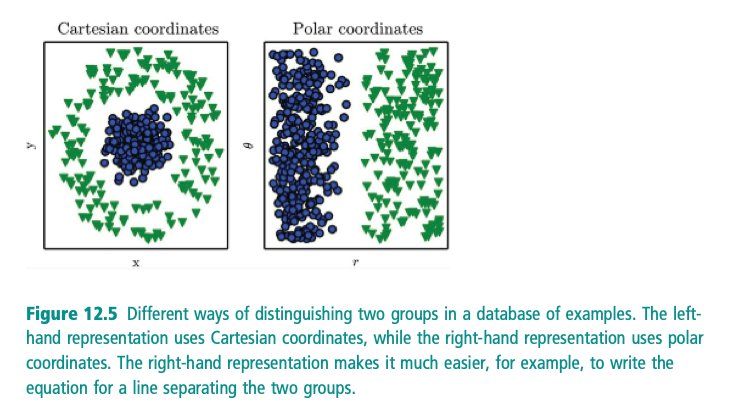 Cartesian coordinates
Polar coordinates
y
θ
x
r
Figure 12.5 Different ways of distinguishing two groups in a database of examples. The left-
hand representation uses Cartesian coordinates, while the right-hand representation uses polar
coordinates. The right-hand representation makes it much easier, for example, to write the
equation for a line separating the two groups.